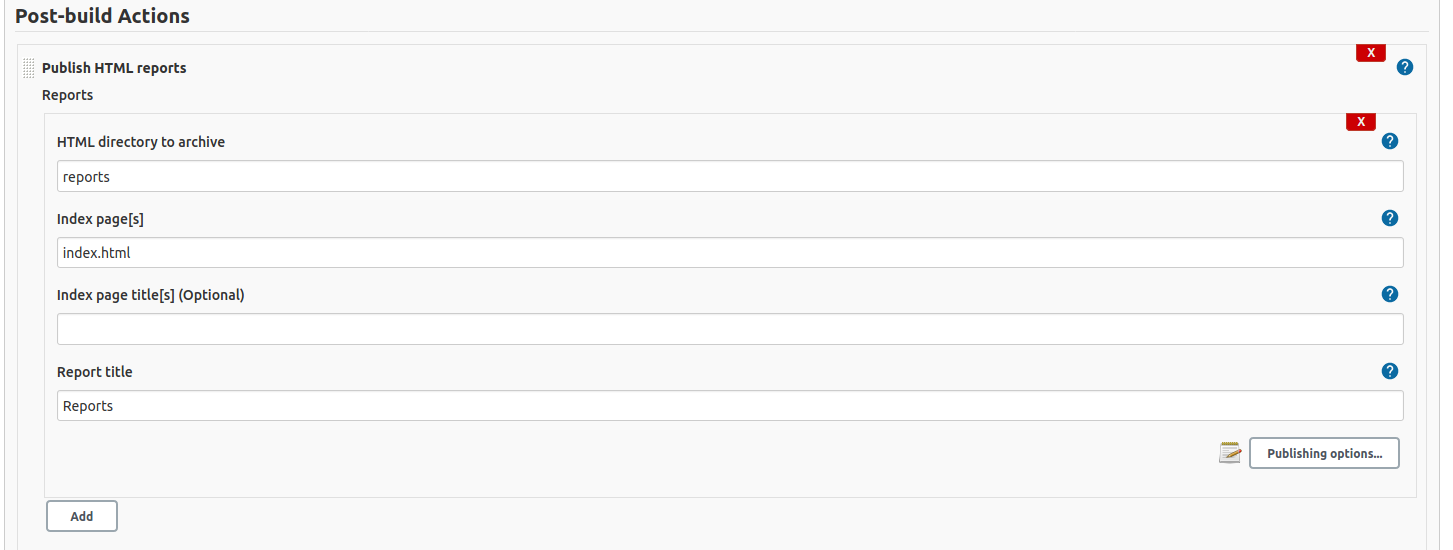 Post-build Actions
X
Publish HTML reports
?
Reports
X
HTML directory to archive
?
reports
Index page[s]
?
index.html
Index page title[s] (Optional)
?
Report title
?
Reports
Publishing options...
Add